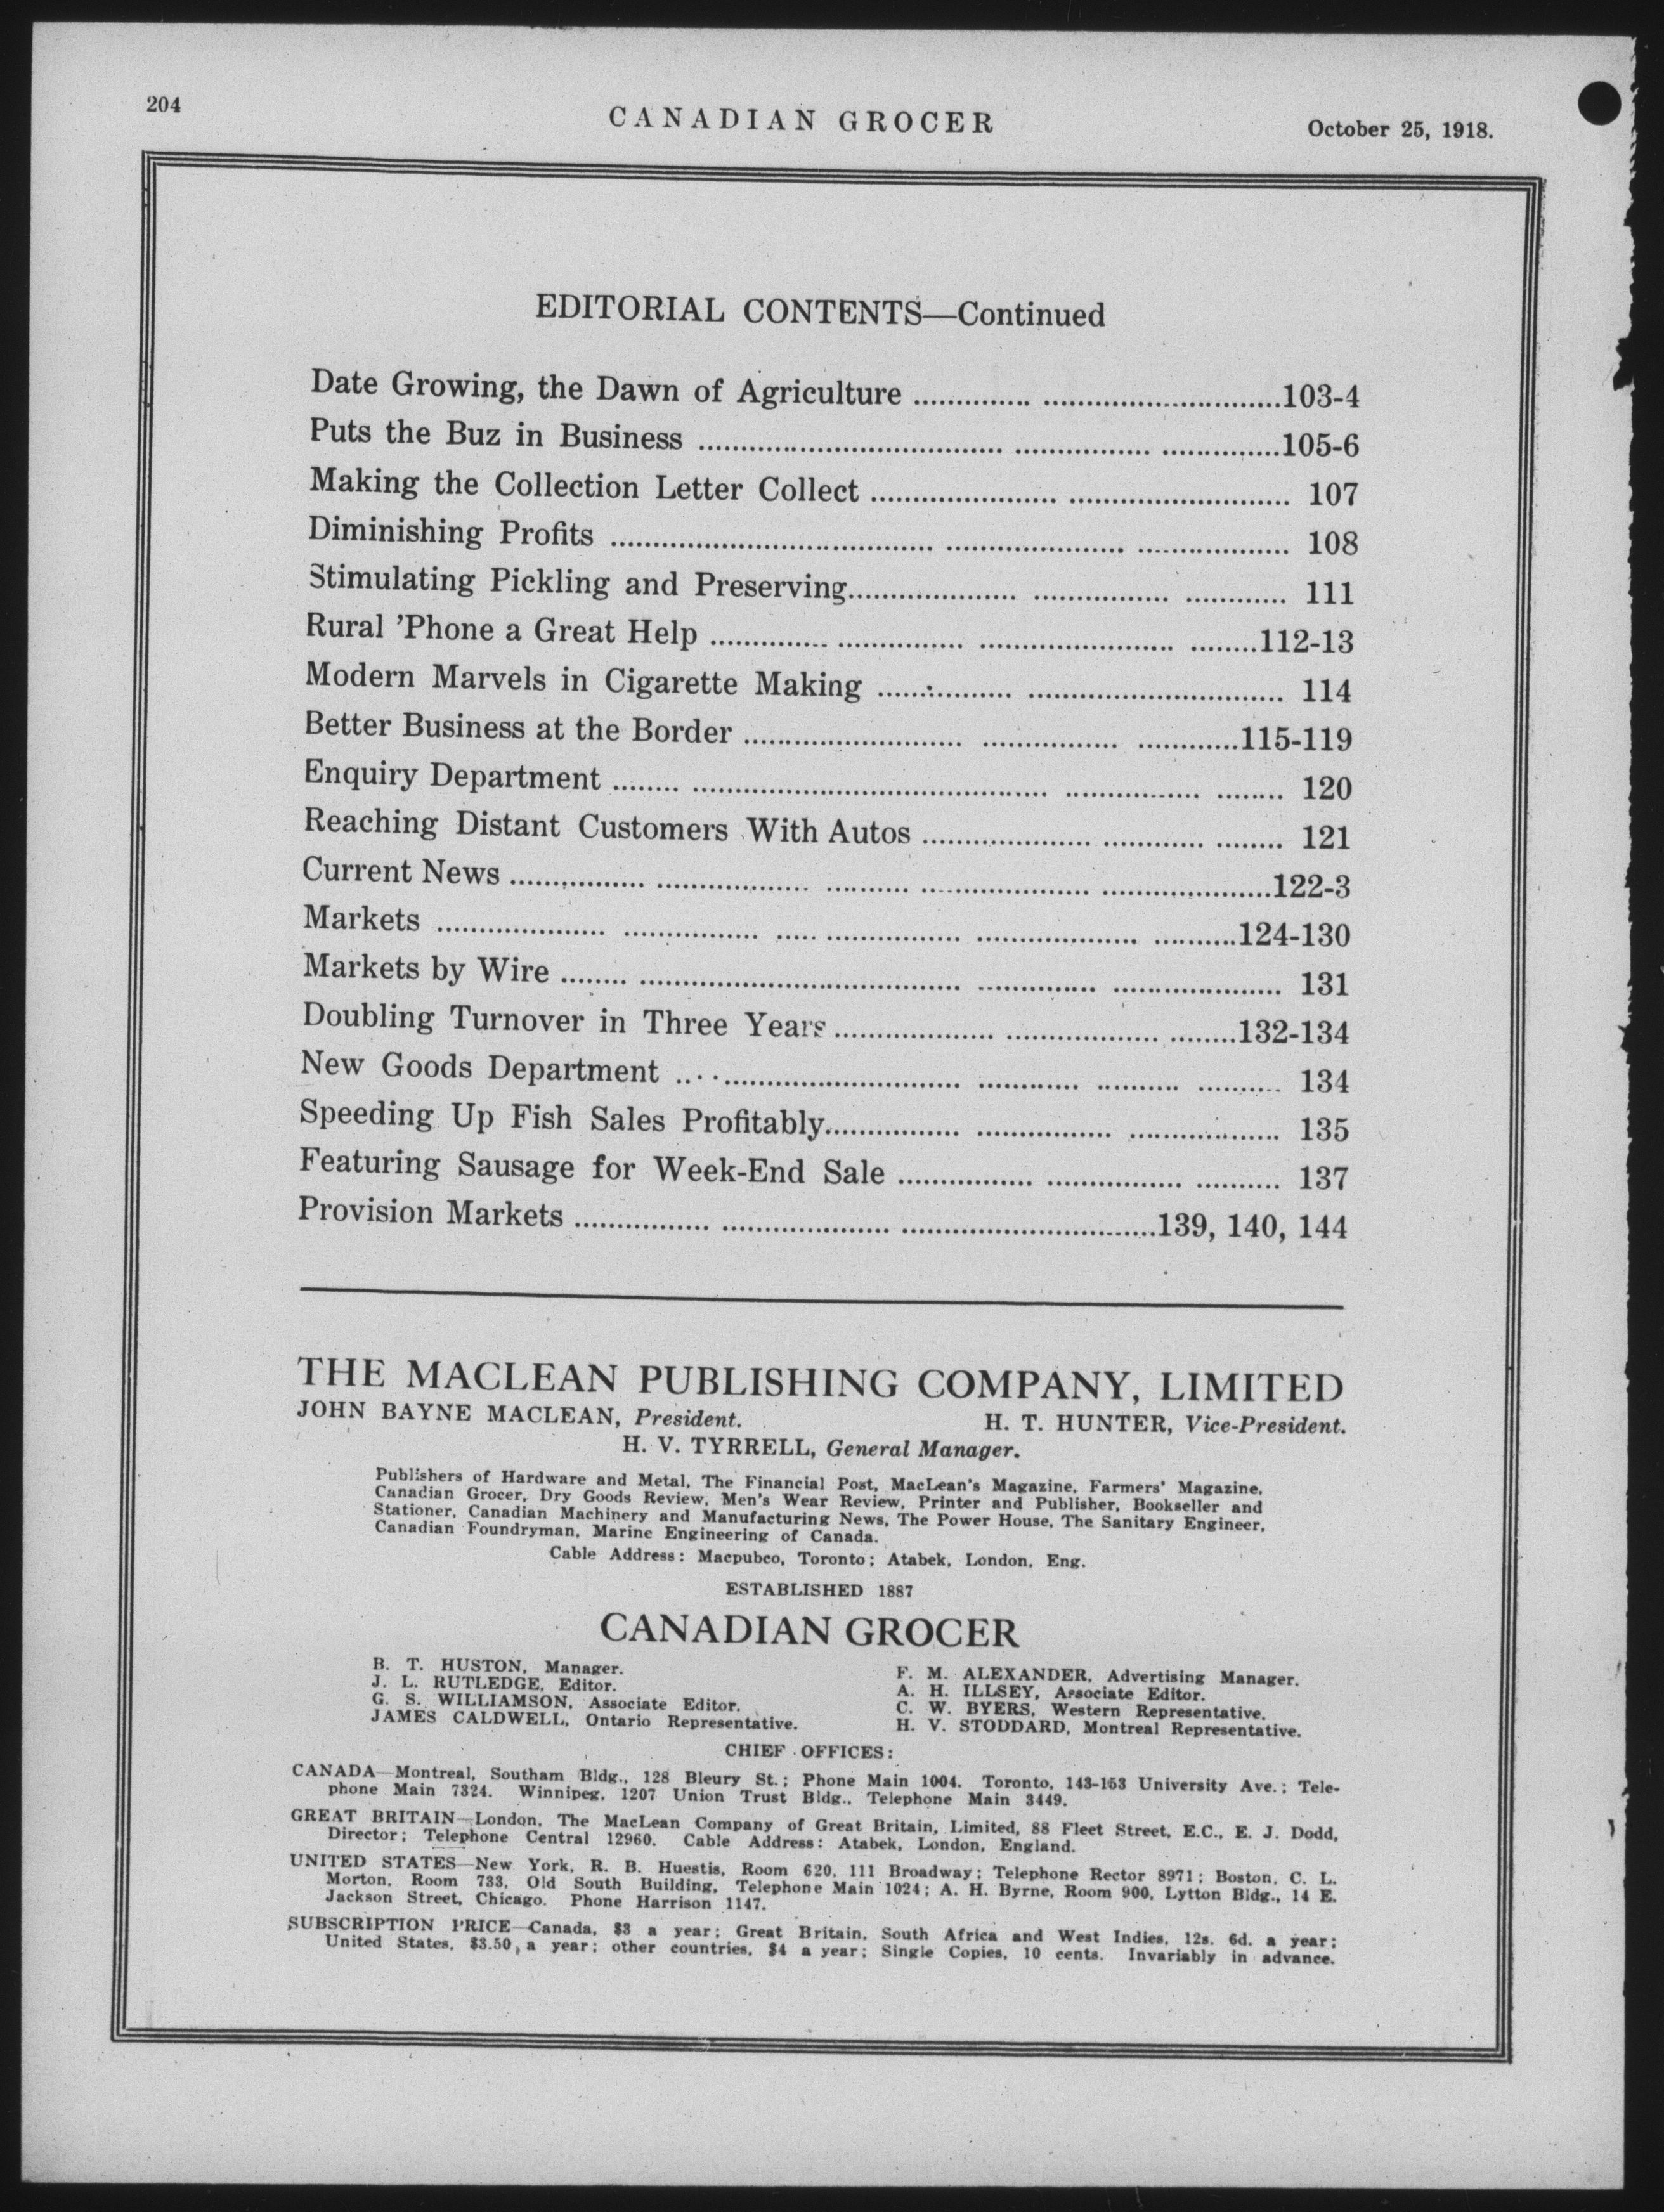 204
CANADIAN GROCER
October 25, 1918.
EDITORIAL CONTENTS—Continued
Date Growing, the Dawn of Agriculture ........................................103-4
Puts the Buz in Business ........................................105-6
Making the Collection Letter Collect ........................................ 107
Diminishing Profits ........................................ 108
Stimulating Pickling and Preserving........................................ 111
Rural 'Phone a Great Help ........................................112-13
Modern Marvels in Cigarette Making ........................................ 114
Better Business at the Border ........................................115-119
Enquiry Department ........................................ 120
Reaching Distant Customers With Autos ........................................ 121
Current News ........................................122-3
Markets ........................................124-130
Markets by Wire ........................................ 131
Doubling Turnover in Three Years........................................132-134
New Goods Department ........................................ 134
Speeding Up Fish Sales Profitably........................................ 135
Featuring Sausage for Week-End Sale ........................................ 137
Provision Markets ........................................139, 140, 144
THE MACLEAN PUBLISHING COMPANY, LIMITED
JOHN BAYNE MACLEAN, President. H. T. HUNTER, Vice-President.
H. V. TYRRELL, General Manager.
Publishers of Hardware and Metal, The Financial Post, MacLean's Magazine, Farmers' Magazine,
Canadian Grocer, Dry Goods Review, Men's Wear Review, Printer and Publisher, Bookseller and
Stationer, Canadian Machinery and Manufacturing News, The Power House, The Sanitary Engineer,
Canadian Foundryman, Marine Engineering of Canada.
Cable Address: Macpubco, Toronto; Atabek, London, Eng.
ESTABLISHED 1887
CANADIAN GROCER
B. T. HUSTON, Manager.
J. L. RUTLEDGE, Editor.
G. S. WILLIAMSON, Associate Editor.
JAMES CALDWELL, Ontario Representative.
F. M. ALEXANDER, Advertising Manager.
A. H. ILLSEY, Associate Editor.
C. W. BYERS, Western Representative.
H. V. STODDARD, Montreal Representative.
CHIEF OFFICES:
CANADA—Montreal, Southam Bldg., 128 Bleury St.; Phone Main 1004. Toronto, 143-153 University Ave.; Tele-
phone Main 7324. Winnipeg, 1207 Union Trust Bldg., Telephone Main 3449.
GREAT BRITAIN—London, The MacLean Company of Great Britain, Limited, 88 Fleet Street, E.C., E. J. Dodd,
Director; Telephone Central 12960. Cable Address: Atabek, London, England.
UNITED STATES—New York, R. B. Huestis, Room 620, 111 Broadway; Telephone Rector 8971; Boston, C. L.
Morton, Room 733, Old South Building, Telephone Main 1024; A. H. Byrne, Room 900, Lytton Bldg., 14 E.
Jackson Street, Chicago. Phone Harrison 1147.
SUBSCRIPTION PRICE—Canada, $3 a year; Great Britain, South Africa and West Indies, 12s. 6d. a year;
United States, $3.50 a year; other countries, $4 a year; Single Copies, 10 cents. Invariably in advance.